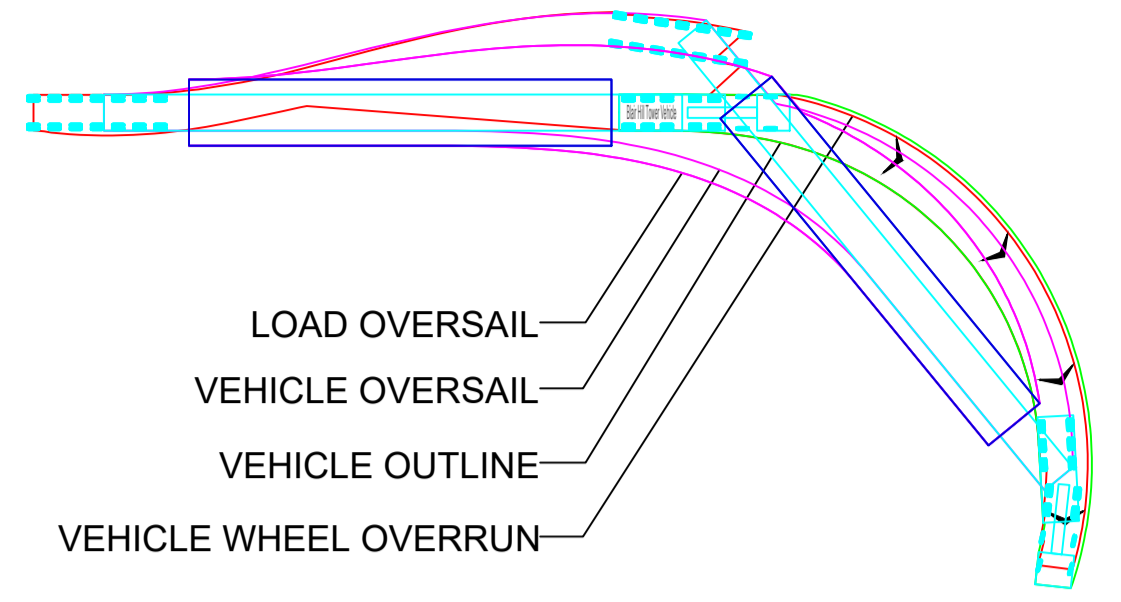 Blair Hill Tower Vehicle
LOAD OVERSAIL
VEHICLE OVERSAIL
VEHICLE OUTLINE
VEHICLE WHEEL OVERRUN